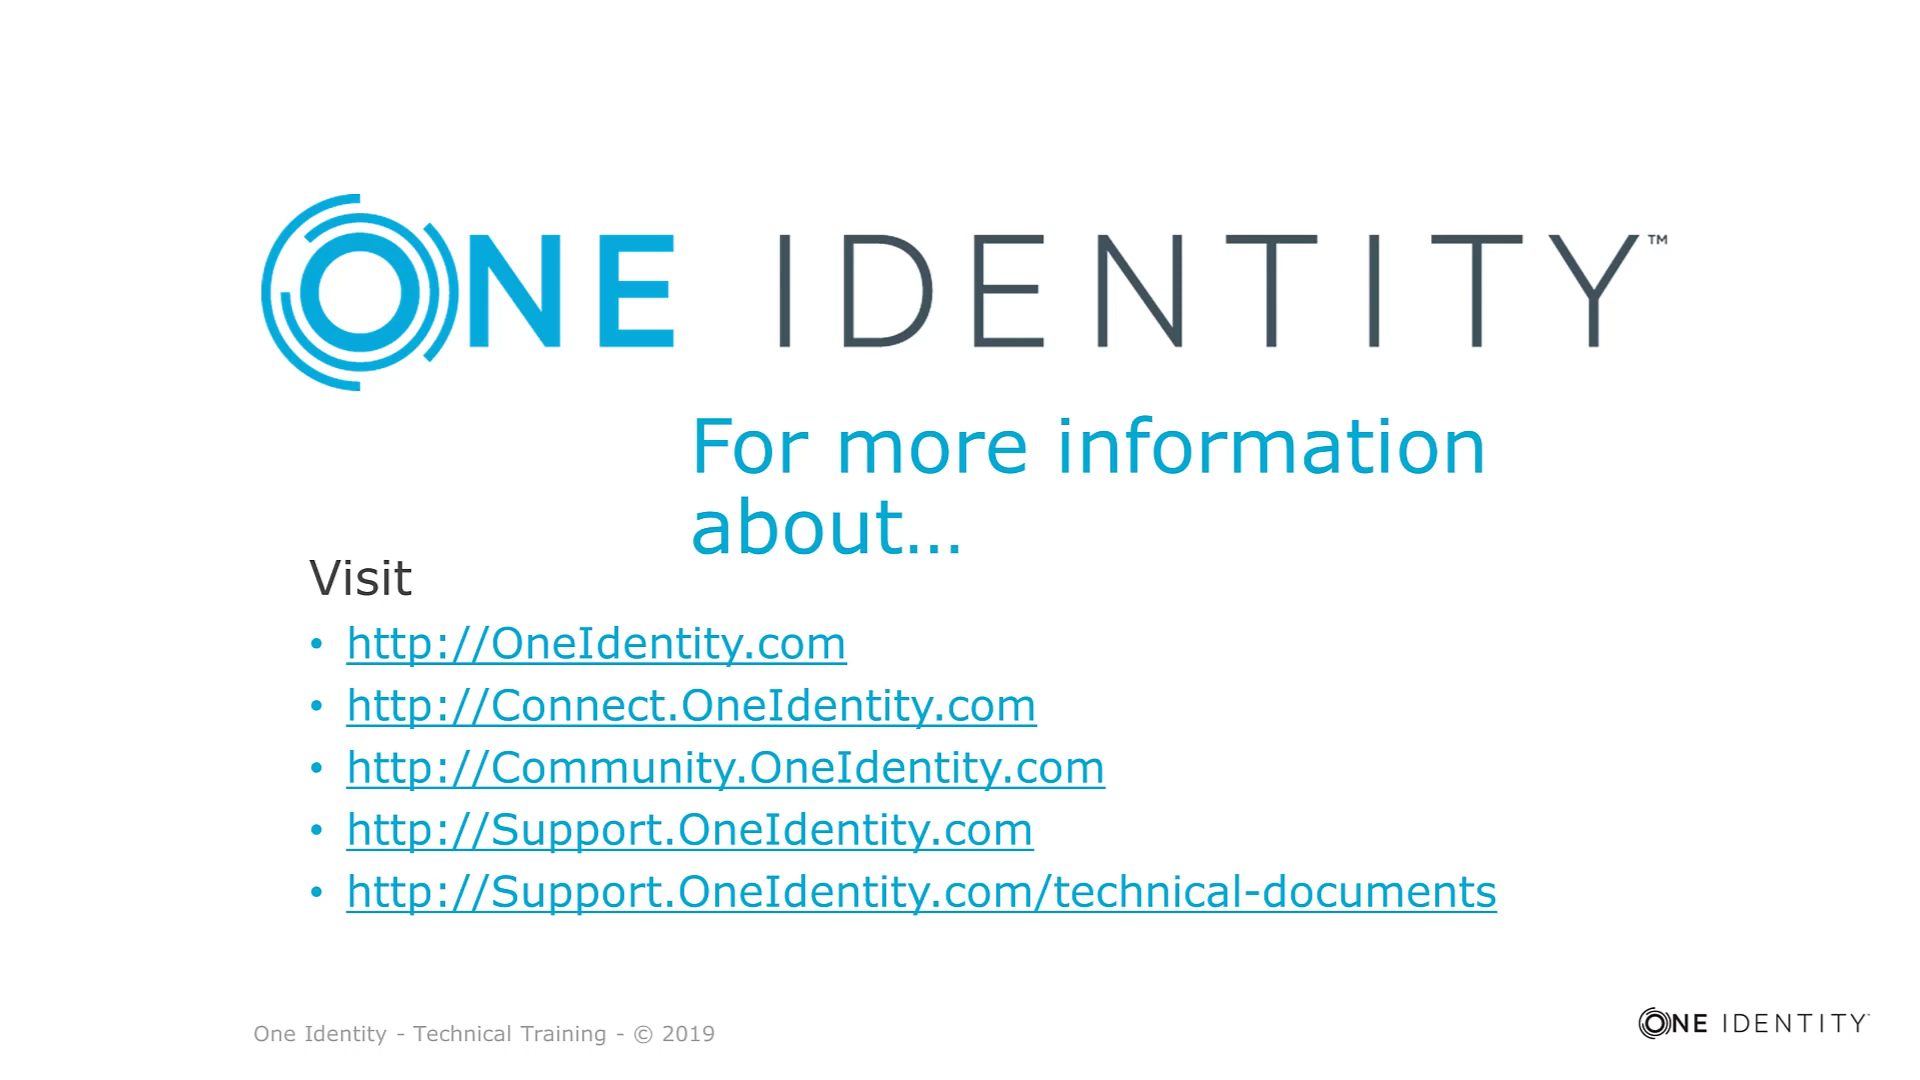 ONE IDENTITY™
For more information
about...
Visit
• http://OneIdentity.com
• http://Connect.OneIdentity.com
• http://Community.OneIdentity.com
• http://Support.OneIdentity.com
• http://Support.OneIdentity.com/technical-documents
One Identity - Technical Training - © 2019
ONE IDENTITY™